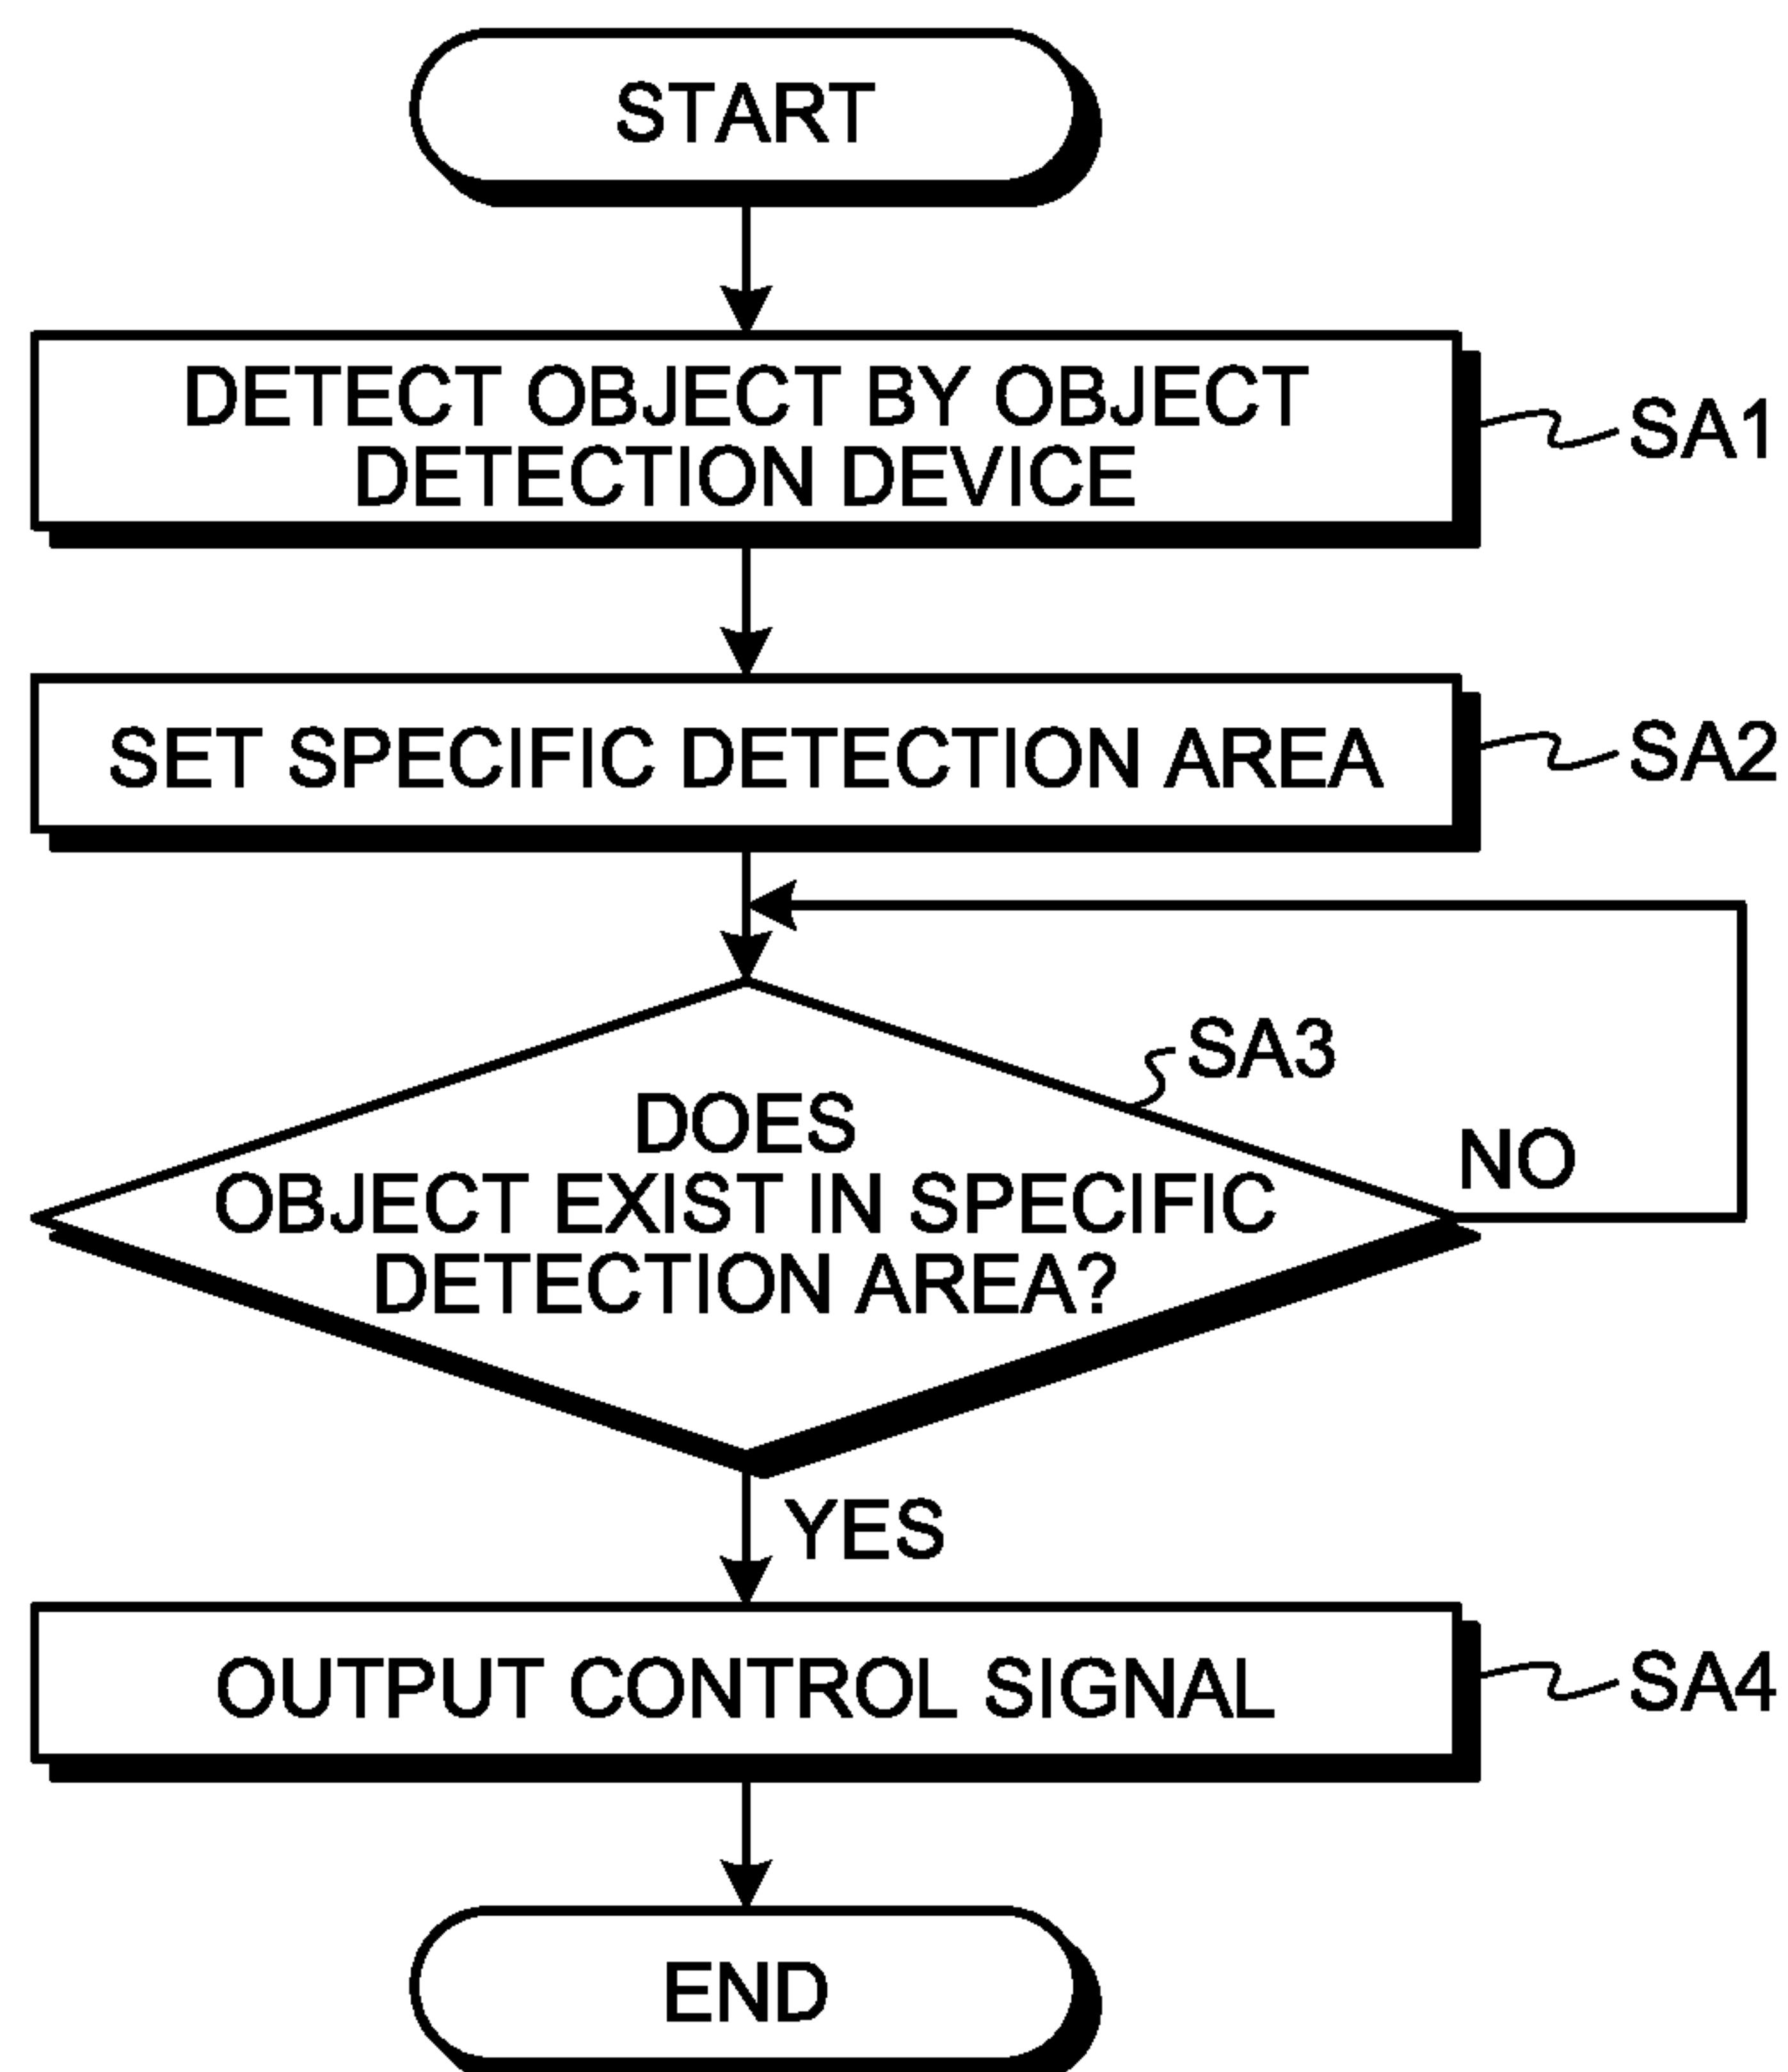 START
DETECT OBJECT BY OBJECT
DETECTION DEVICE
SA1
SET SPECIFIC DETECTION AREA
SA2
SA3
DOES
OBJECT EXIST IN SPECIFIC
DETECTION AREA?
NO
YES
OUTPUT CONTROL SIGNAL
SA4
END